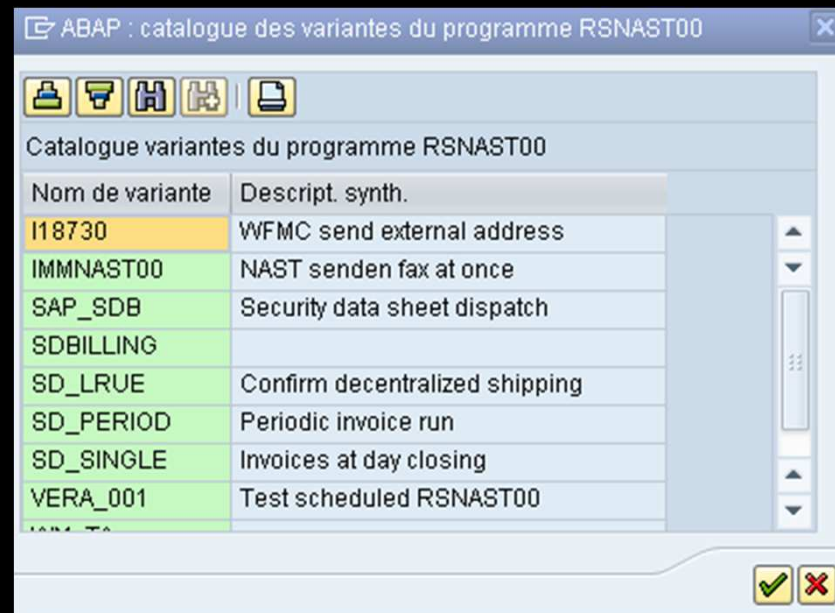 ABAP : catalogue des variantes du programme RSNAST00
Catalogue variantes du programme RSNAST00
Nom de variante Descript. synth.
I18730 WFMC send external address
IMMNAST00 NAST senden fax at once
SAP_SDB Security data sheet dispatch
SDBILLING
SD_LRUE Confirm decentralized shipping
SD_PERIOD Periodic invoice run
SD_SINGLE Invoices at day closing
VERA_001 Test scheduled RSNAST00